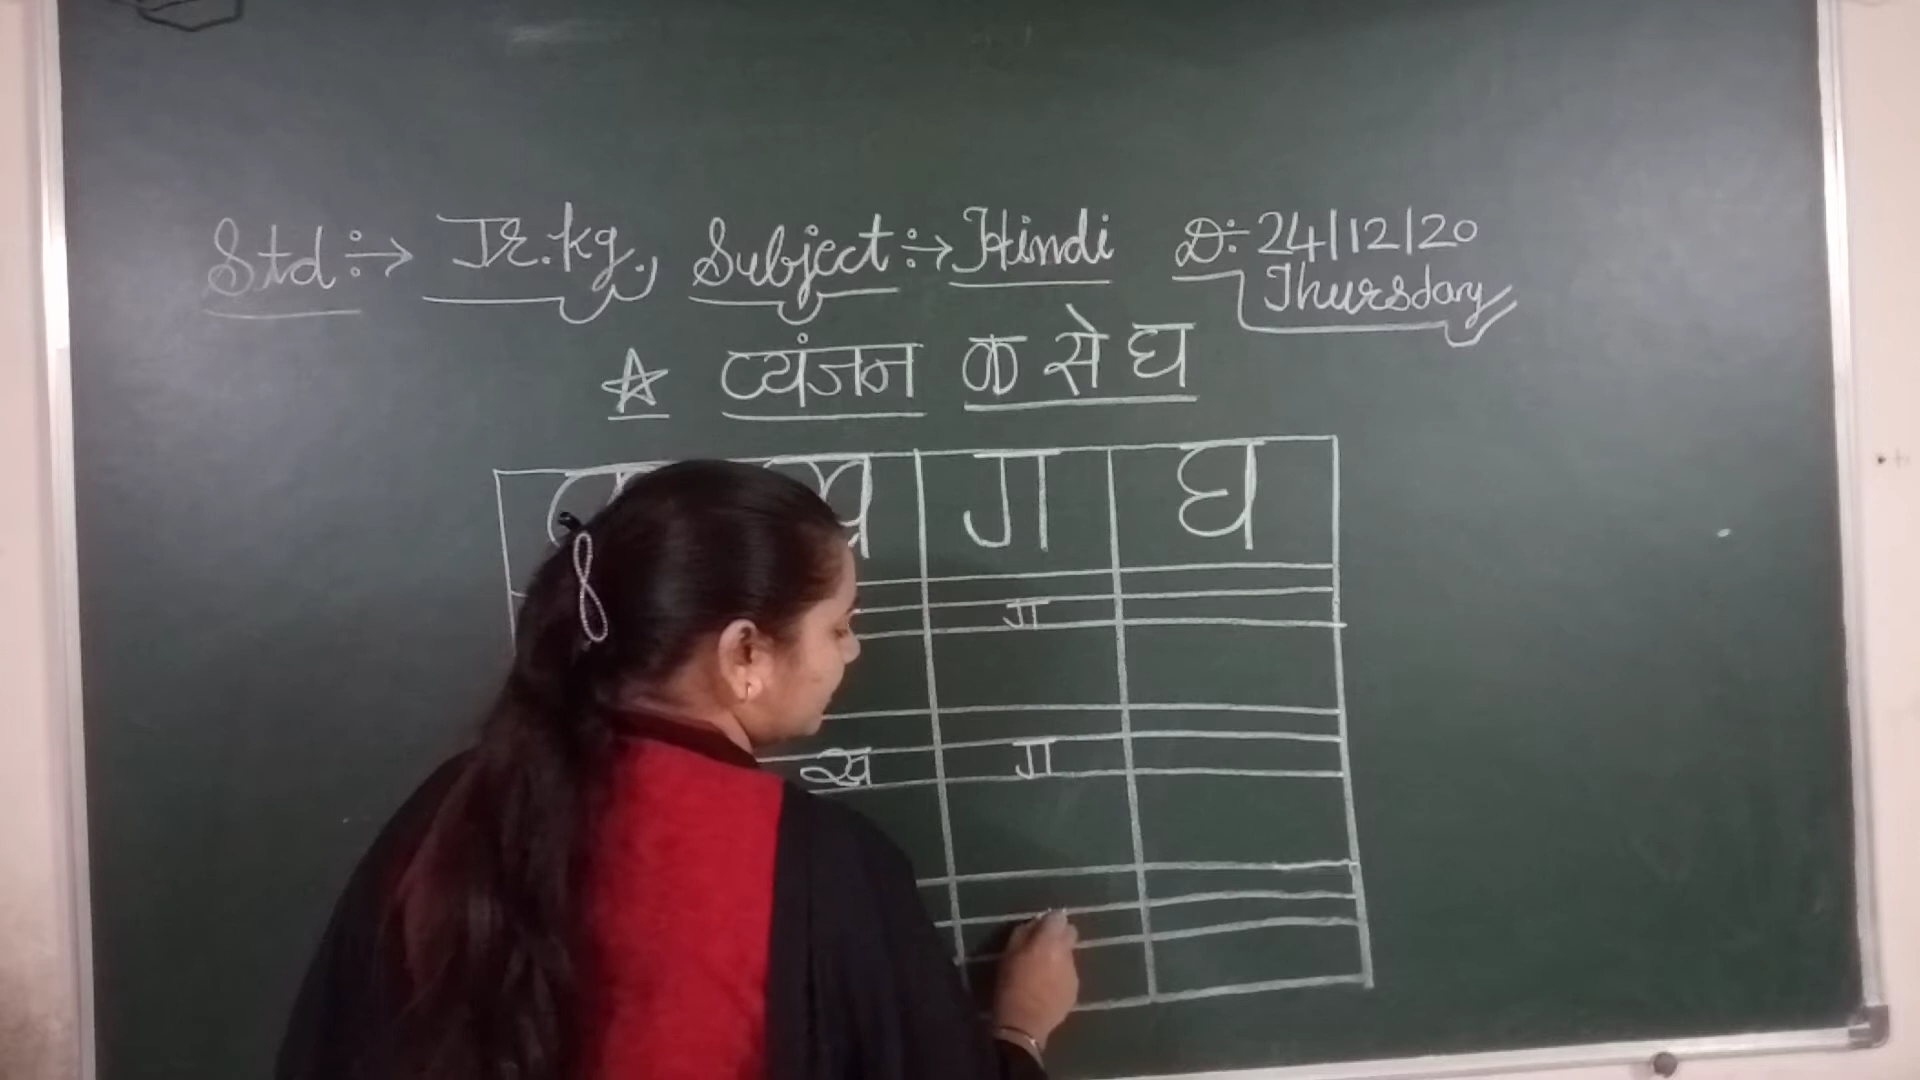 Std :→ Jr.kg., Subject :→ Hindi D:- 24/12/20
Thursday
☆ व्यंजन क से घ
ख ग घ
ग
ख ग